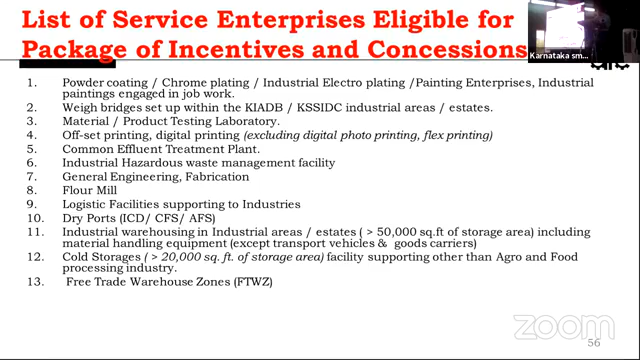 List of Service Enterprises Eligible for
Package of Incentives and Concessions
Karnataka sm...
1. Powder coating / Chrome plating / Industrial Electro plating /Painting Enterprises, Industrial
paintings engaged in job work.
2. Weigh bridges set up within the KIADB / KSSIDC industrial areas / estates.
3. Material / Product Testing Laboratory.
4. Off-set printing, digital printing (excluding digital photo printing, flex printing)
5. Common Effluent Treatment Plant.
6. Industrial Hazardous waste management facility
7. General Engineering, Fabrication
8. Flour Mill
9. Logistic Facilities supporting to Industries
10. Dry Ports (ICD/ CFS/ AFS)
11. Industrial warehousing in Industrial areas / estates ( > 50,000 sq.ft of storage area) including
material handling equipment (except transport vehicles & goods carriers)
12. Cold Storages ( > 20,000 sq. ft. of storage area) facility supporting other than Agro and Food
processing industry.
13. Free Trade Warehouse Zones (FTWZ)
zoom
56